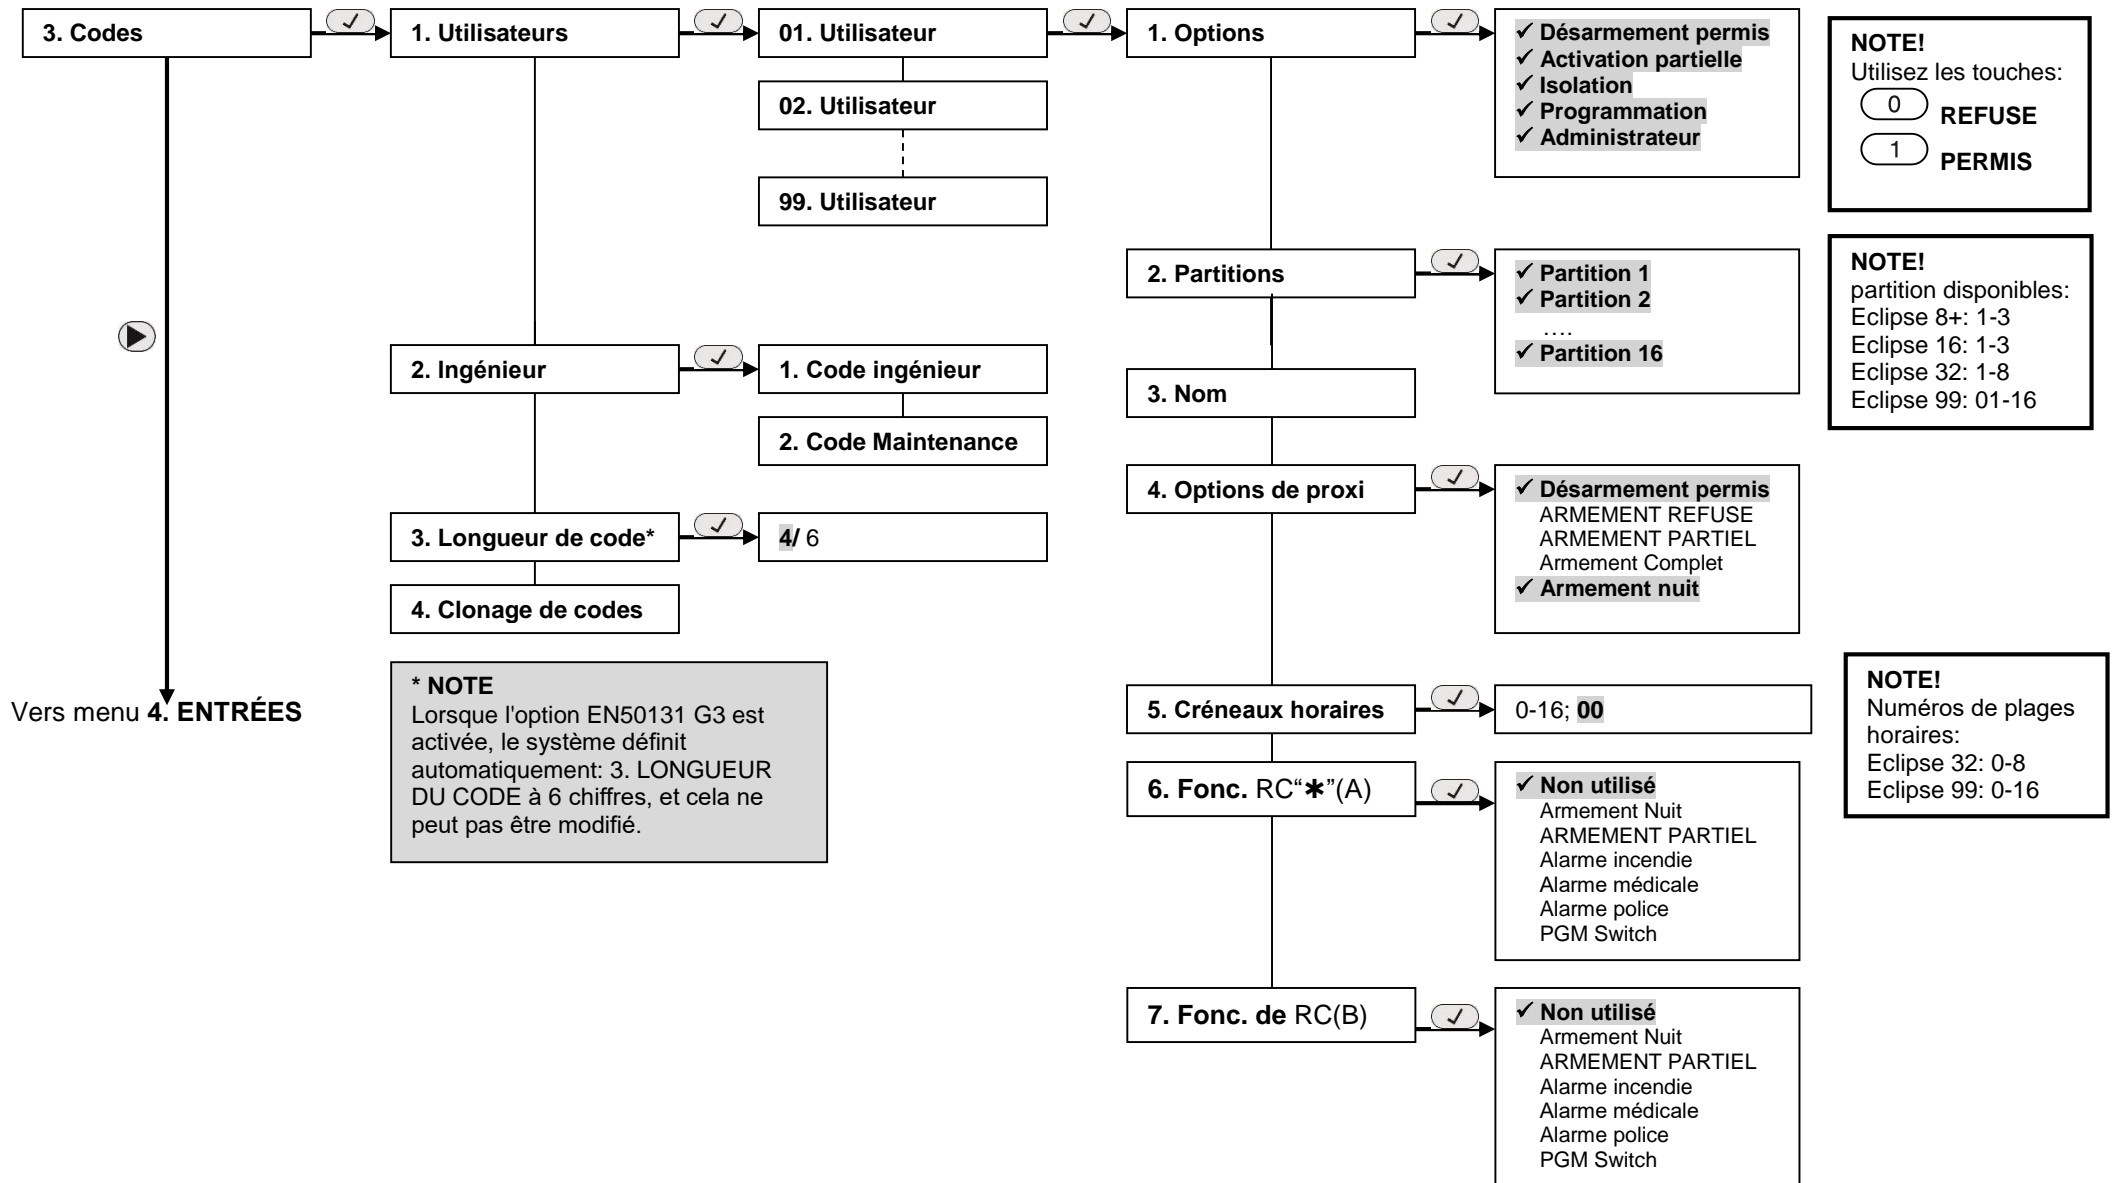 3. Codes
1. Utilisateurs
01. Utilisateur
02. Utilisateur
99. Utilisateur
1. Options
✓ Désarmement permis
✓ Activation partielle
✓ Isolation
✓ Programmation
✓ Administrateur
NOTE!
Utilisez les touches:
0 REFUSE
1 PERMIS
2. Partitions
✓ Partition 1
✓ Partition 2
....
✓ Partition 16
NOTE!
partition disponibles:
Eclipse 8+: 1-3
Eclipse 16: 1-3
Eclipse 32: 1-8
Eclipse 99: 01-16
2. Ingénieur
1. Code ingénieur
2. Code Maintenance
3. Nom
4. Options de proxi
✓ Désarmement permis
ARMEMENT REFUSE
ARMEMENT PARTIEL
Armement Complet
✓ Armement nuit
3. Longueur de code*
4/ 6
4. Clonage de codes
* NOTE
Lorsque l'option EN50131 G3 est
activée, le système définit
automatiquement: 3. LONGUEUR
DU CODE à 6 chiffres, et cela ne
peut pas être modifié.
Vers menu 4. ENTRÉES
5. Créneaux horaires
0-16; 00
NOTE!
Numéros de plages
horaires:
Eclipse 32: 0-8
Eclipse 99: 0-16
6. Fonc. RC“✱”(A)
✓ Non utilisé
Armement Nuit
ARMEMENT PARTIEL
Alarme incendie
Alarme médicale
Alarme police
PGM Switch
7. Fonc. de RC(B)
✓ Non utilisé
Armement Nuit
ARMEMENT PARTIEL
Alarme incendie
Alarme médicale
Alarme police
PGM Switch